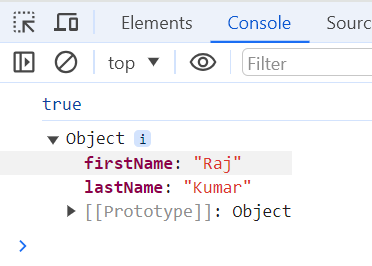 Elements Console Sourc
top Filter
true
Object i
firstName: "Raj"
lastName: "Kumar"
[[Prototype]]: Object